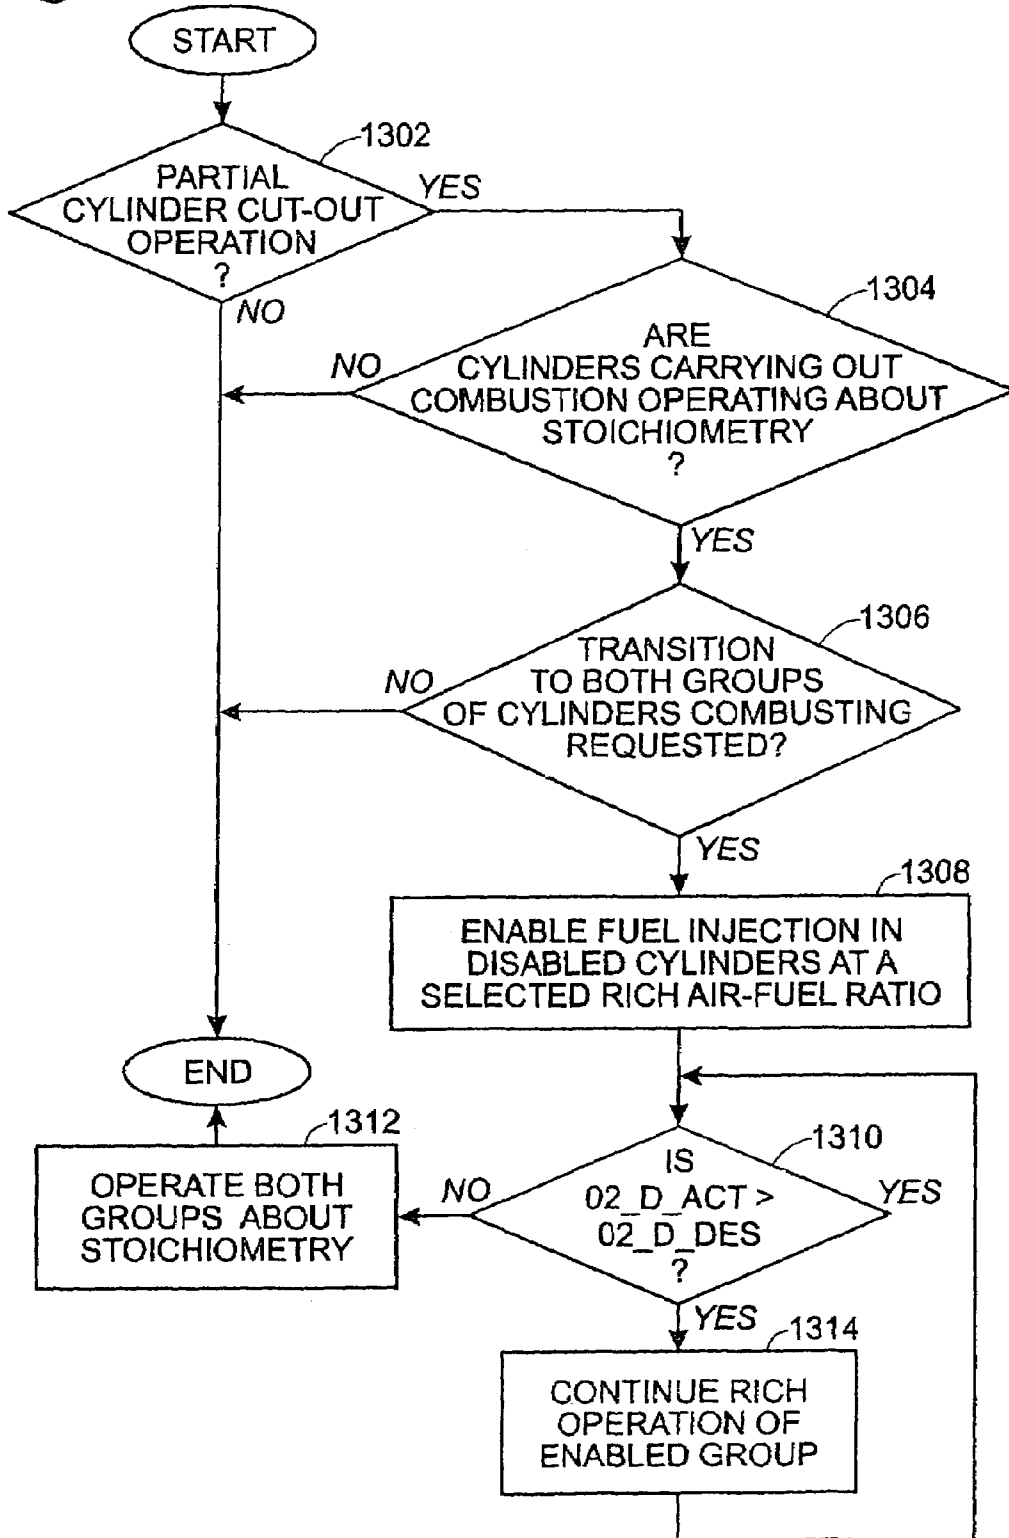 START
1302
PARTIAL
CYLINDER CUT-OUT
OPERATION
?
YES
NO
1304
ARE
CYLINDERS CARRYING OUT
COMBUSTION OPERATING ABOUT
STOICHIOMETRY
?
NO
YES
1306
TRANSITION
TO BOTH GROUPS
OF CYLINDERS COMBUSTING
REQUESTED?
NO
YES
1308
ENABLE FUEL INJECTION IN
DISABLED CYLINDERS AT A
SELECTED RICH AIR-FUEL RATIO
END
1312
OPERATE BOTH
GROUPS ABOUT
STOICHIOMETRY
NO
1310
IS
02_D_ACT >
02_D_DES
?
YES
YES
1314
CONTINUE RICH
OPERATION OF
ENABLED GROUP